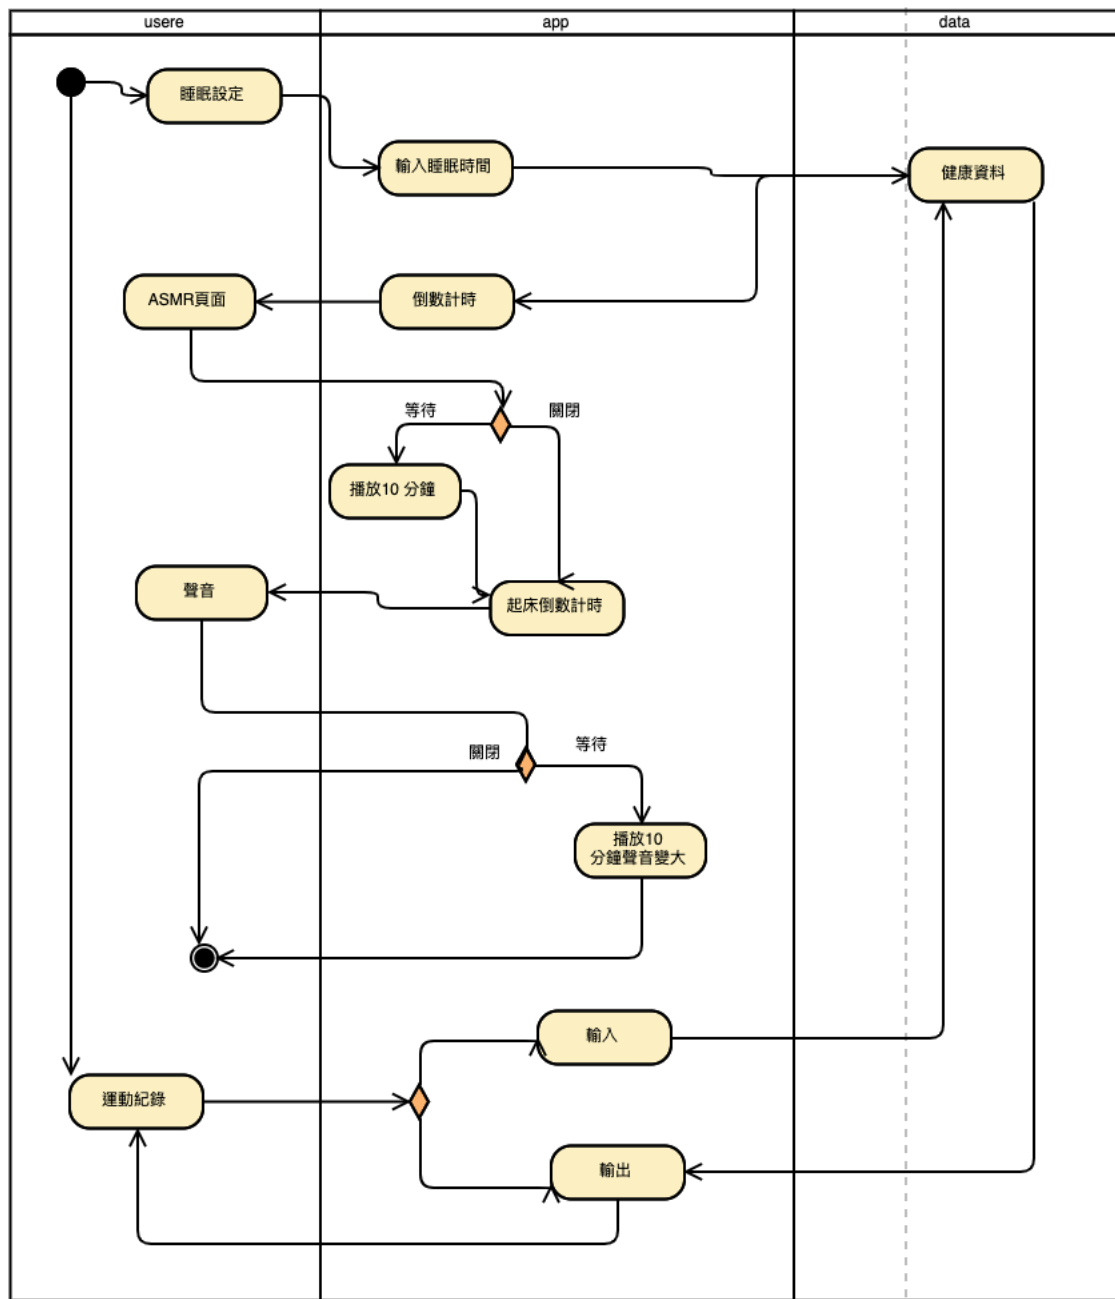 usere
app
data
睡眠設定
輸入睡眠時間
健康資料
ASMR頁面
倒數計時
等待
關閉
播放10 分鐘
聲音
起床倒數計時
關閉
等待
播放10
分鐘聲音變大
輸入
運動紀錄
輸出